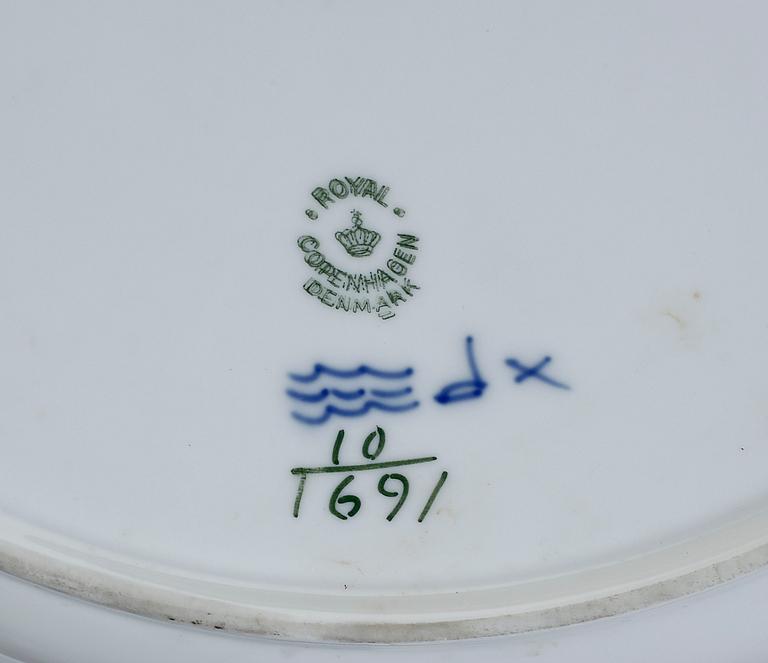 ROYAL
COPENHAGEN
DENMARK
dx
10
1691